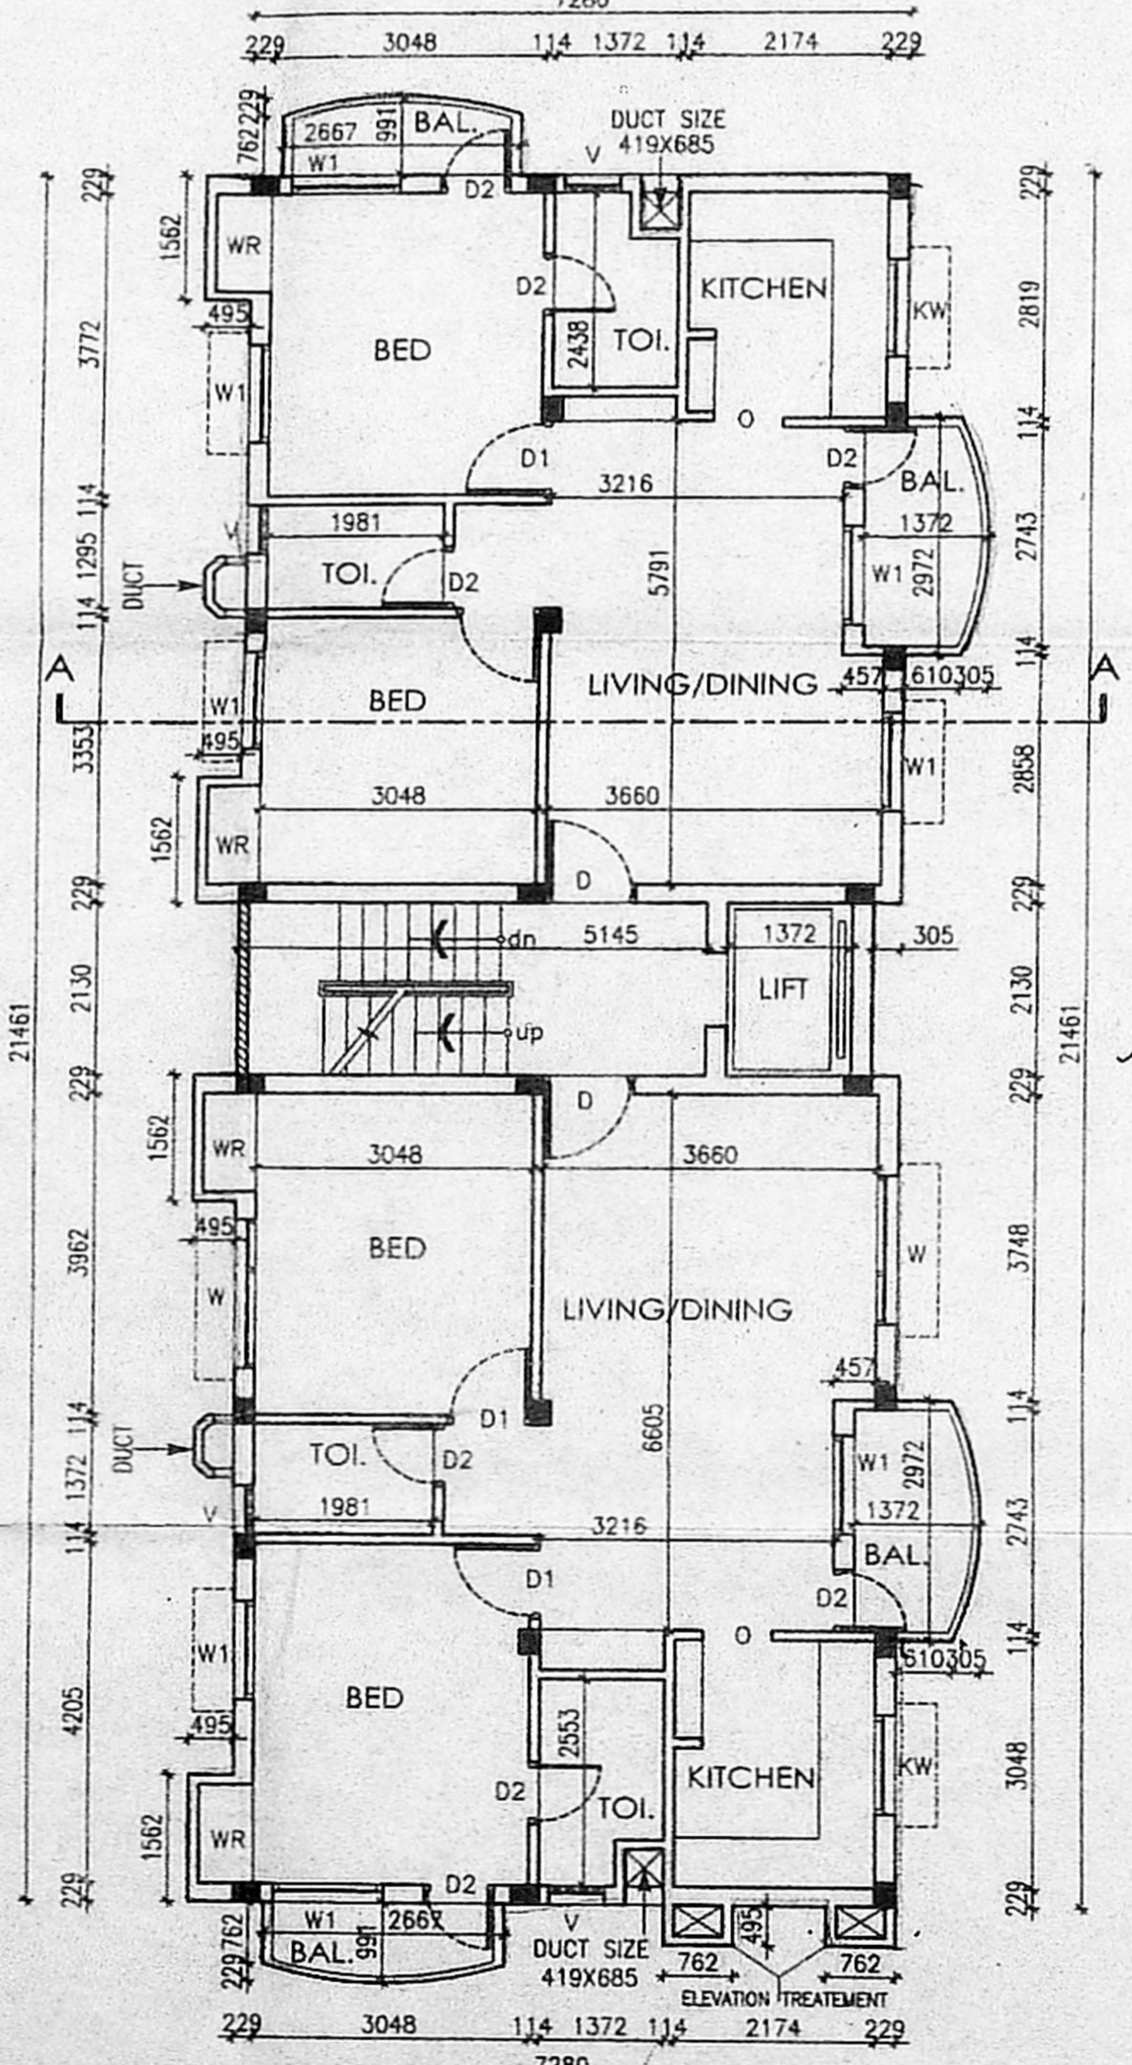 7280
229 3048 114 1372 114 2174 229
DUCT SIZE
419X685
762 229
2667
991
BAL.
W1
D2
V
229
1562
WR
495
3772
W1
BED
D2
2438
TOI.
KITCHEN
KW
229
2819
114
O
D1
3216
D2
BAL.
1372
2972
W1
2743
114
1981
V
TOI.
D2
DUCT
1295
114
5791
114
A
A
457 610305
W1
495
BED
LIVING/DINING
W1
3353
2858
3048
3660
1562
WR
D
229
229
dn
5145
1372
305
LIFT
up
2130
2130
21461
21461
229
229
1562
WR
D
3048
3660
495
W
BED
LIVING/DINING
W
3962
3748
457
114
114
D1
DUCT
TOI.
D2
V
1981
1372
6605
W1
2972
1372
BAL.
2743
114
3216
D1
D2
O
114
610305
W1
495
BED
4205
2553
D2
TOI.
KITCHEN
KW
3048
1562
WR
229
229
D2
W1
2667
BAL.
991
229 762
V
DUCT SIZE
419X685
495
762
762
ELEVATION TREATEMENT
229 3048 114 1372 114 2174 229
7280